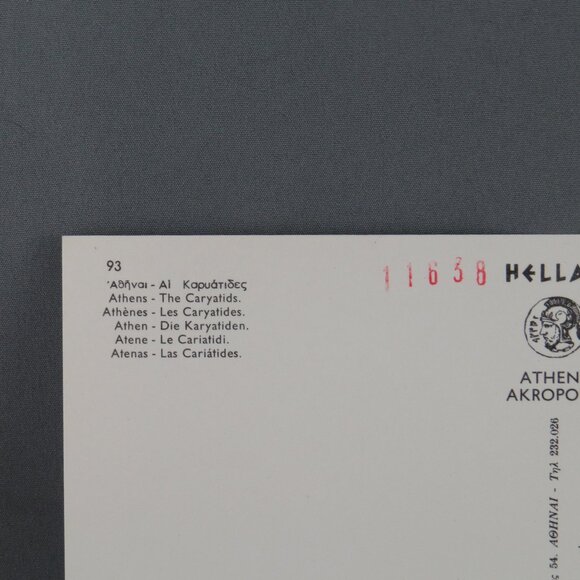 93
Ἀθῆναι - Αἱ Καρυάτιδες
Athens - The Caryatids.
Athènes - Les Caryatides.
Athen - Die Karyatiden.
Atene - Le Cariatidi.
Atenas - Las Cariátides.
11638
HELLA
ATHEN
AKROPO
54. ΑΘΗΝΑΙ - Τηλ 232.026